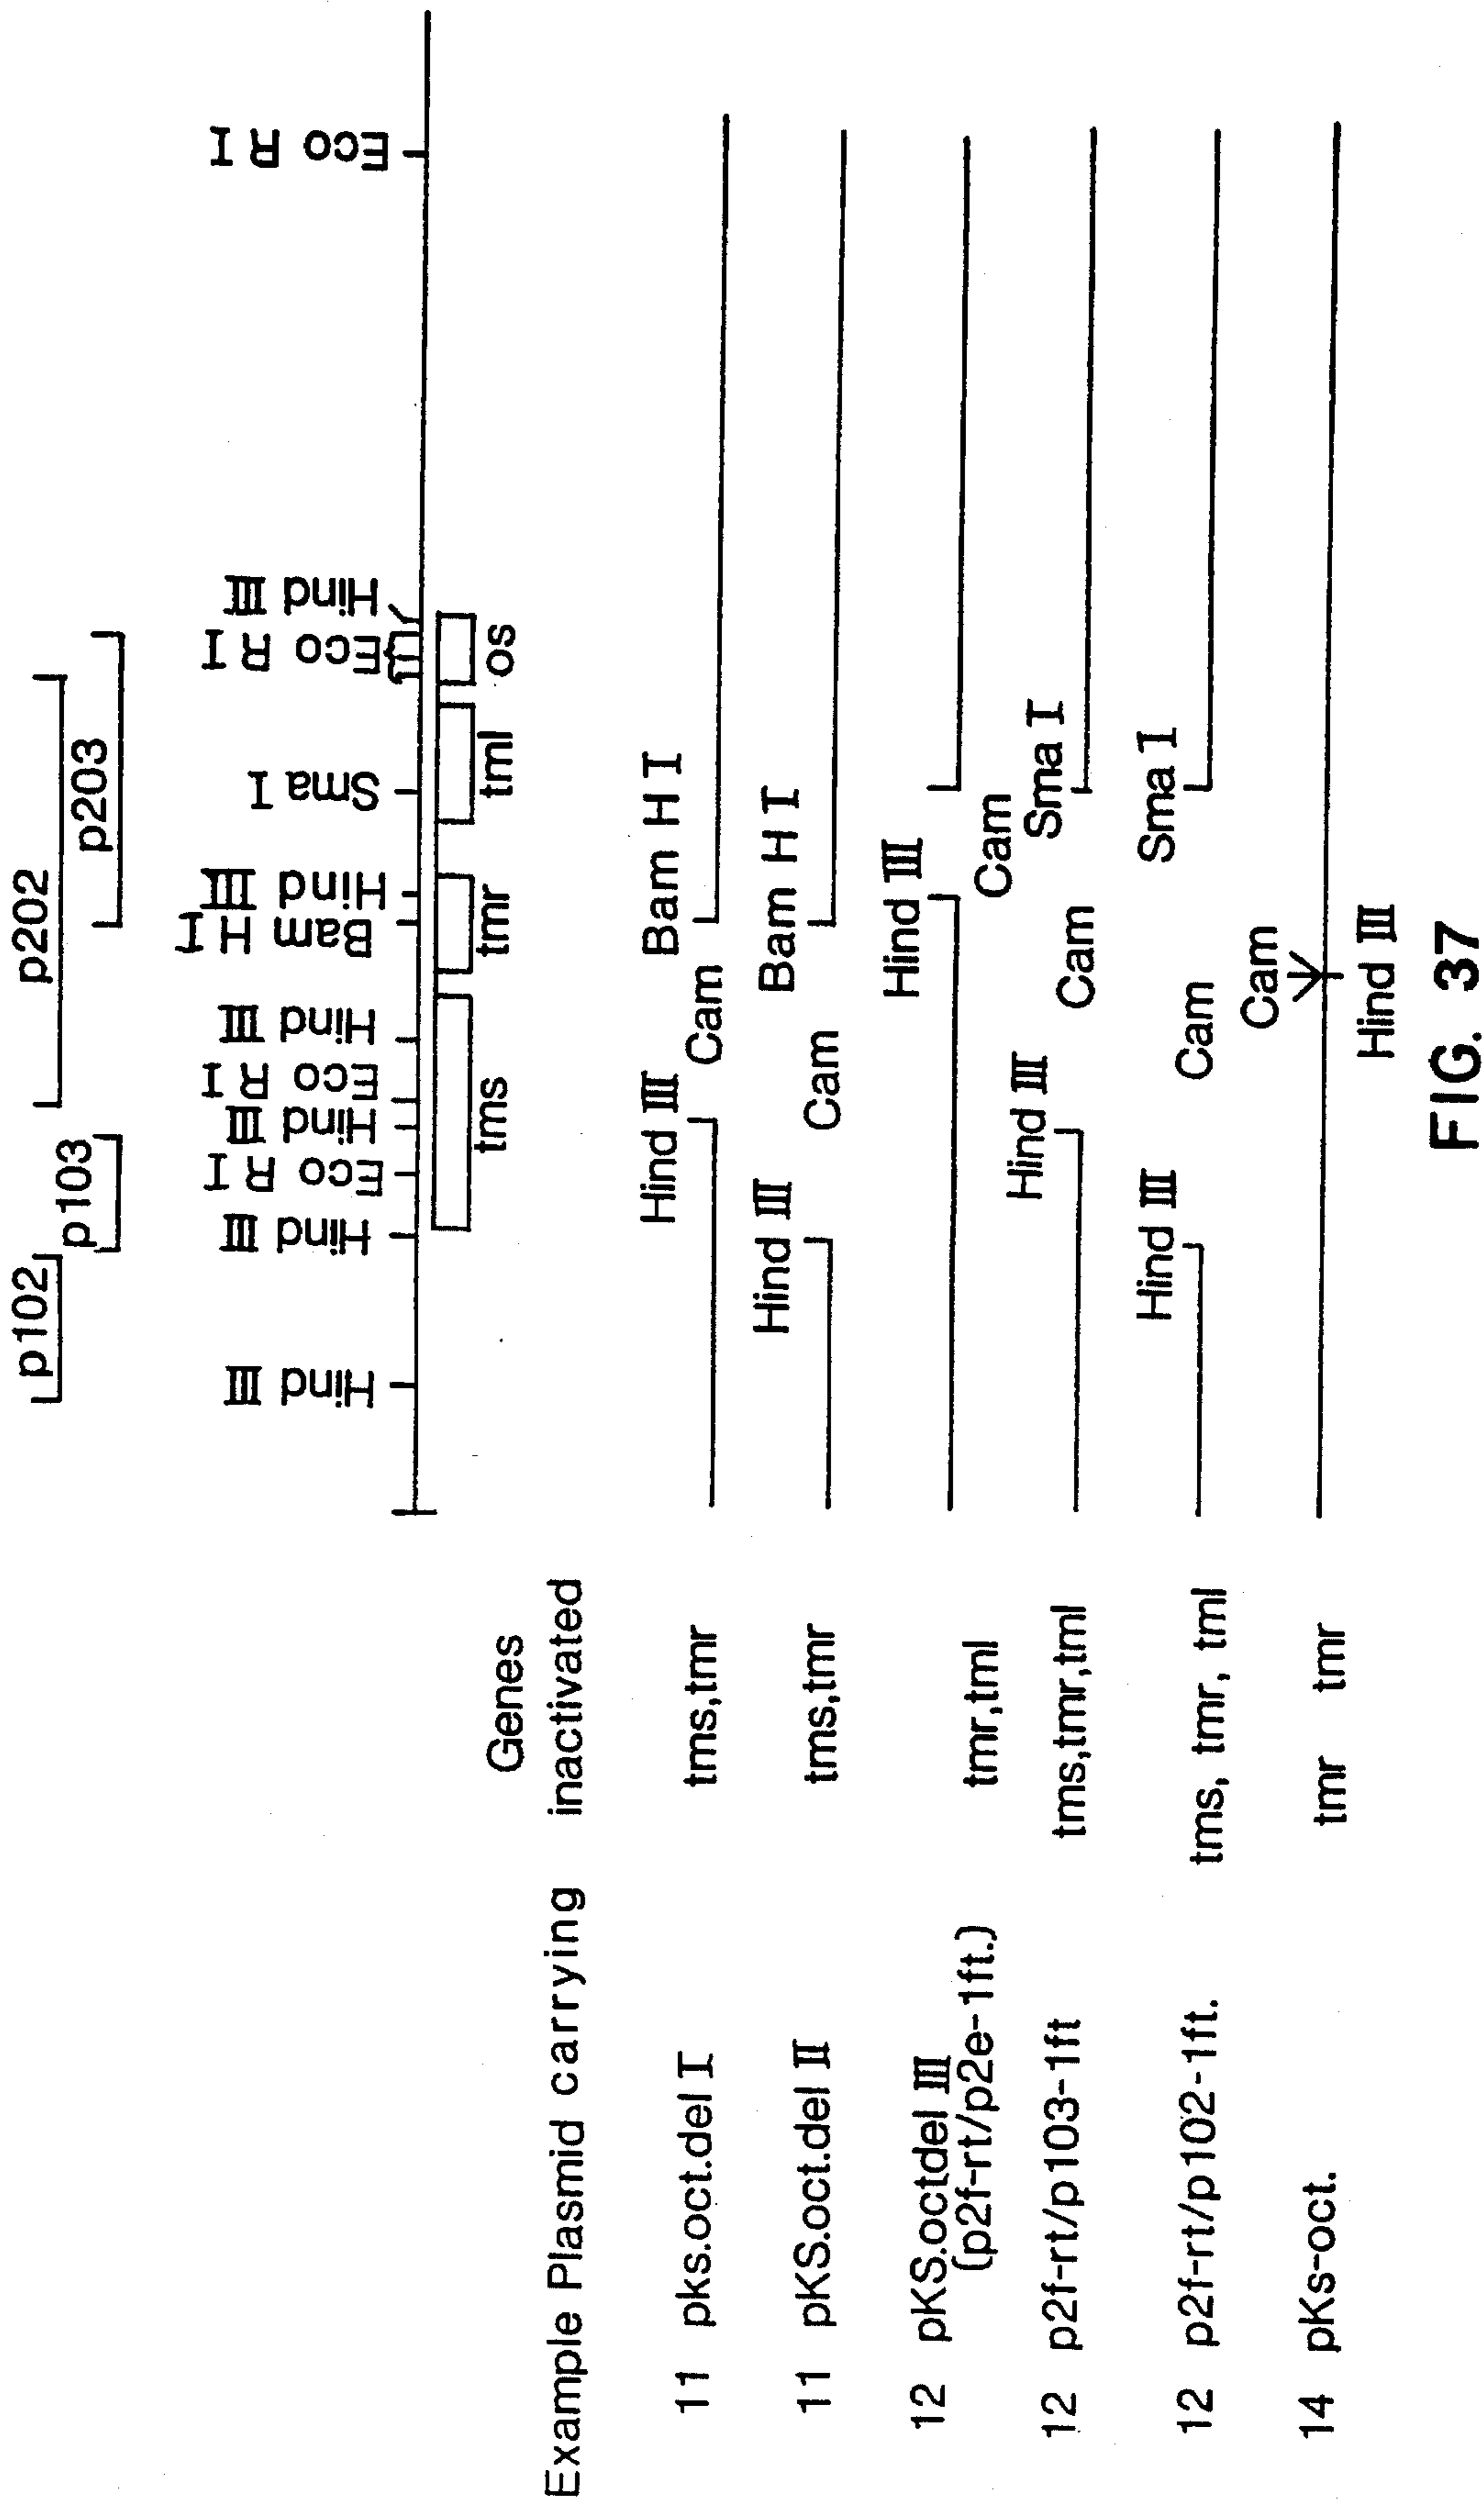 p102
p103
p202
p203
Hind III
Hind III
Eco R I
Hind III
Eco R I
Hind III
Bam H I
Hind III
Sma I
Eco R I
Hind III
Eco R I
tms
tmr
tml
os
Genes
Example Plasmid carrying inactivated
11 pks.oct.del I tms,tmr
Hind III
Cam
Bam H I
11 pKS.oct.del II tms,tmr
Hind III
Cam
Bam H I
12 pKS.octdel III
(p2f-rt/p2e-1ft.)
tmr,tml
Hind III
Cam
12 p2f-rt/p103-1ft tms,tmr,tml
Hind III
Cam
Sma I
12 p2f-rt/p102-1ft. tms, tmr, tml
Hind III
Cam
Sma I
14 pKs-oct. tmr tmr
Cam
Hind III
FIG. 37